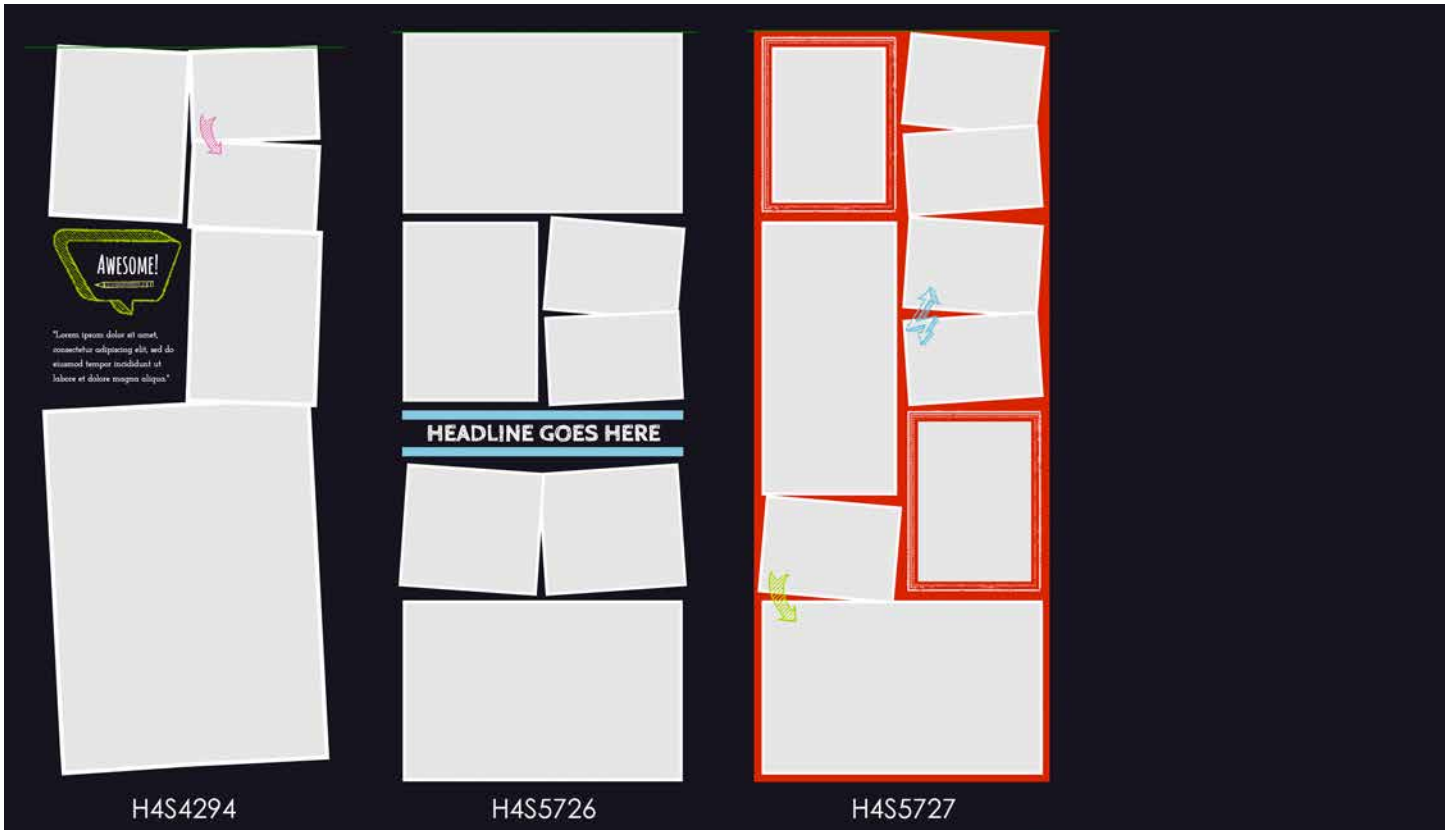 AWESOME!
"Lorem ipsum dolor sit amet,
consectetur adipiscing elit, sed do
eiusmod tempor incididunt ut
labore et dolore magna aliqua."
HEADLINE GOES HERE
H4S4294
H4S5726
H4S5727